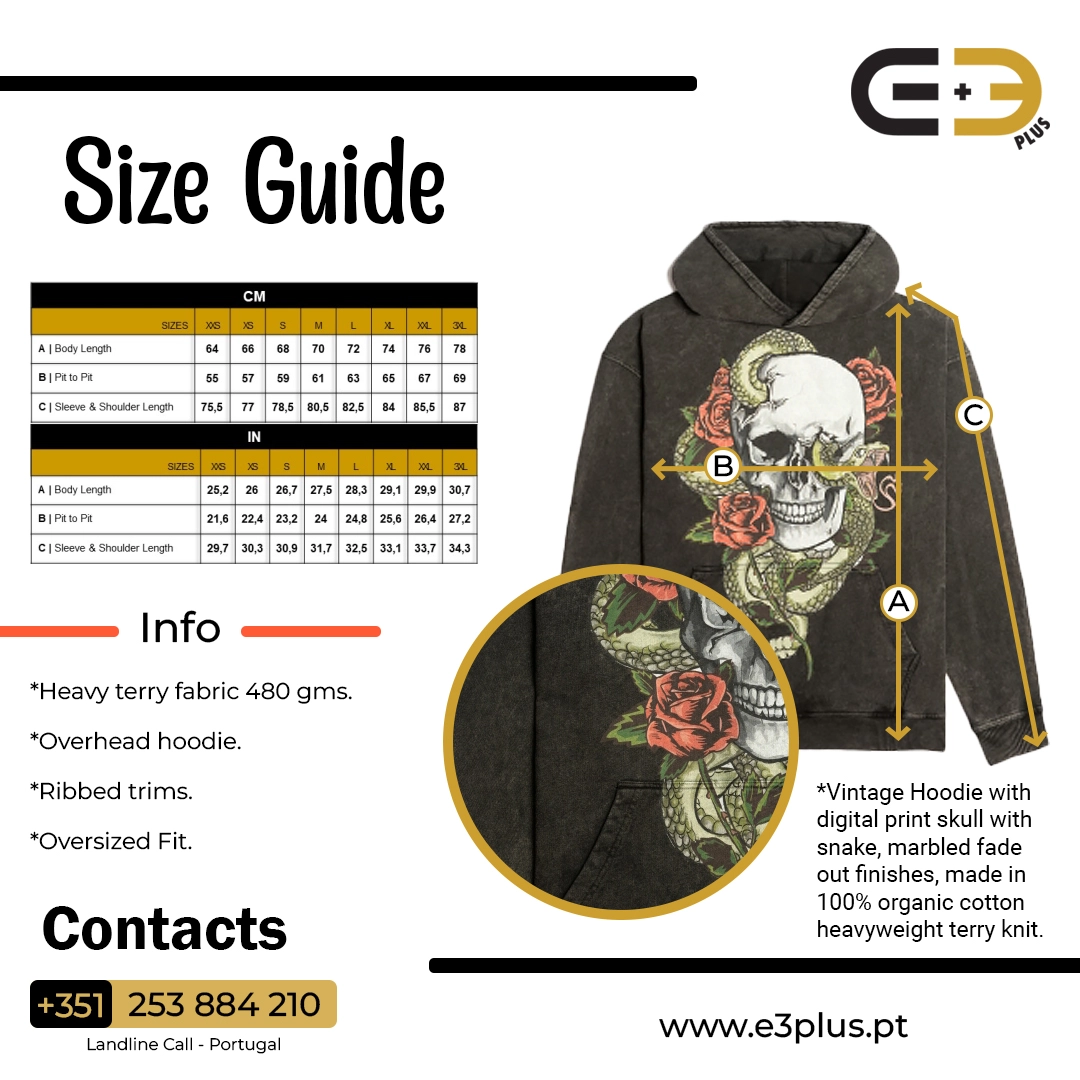 E+3
PLUS
Size Guide
CM
SIZES XXS XS S M L XL XXL 3XL
A | Body Length 64 66 68 70 72 74 76 78
B | Pit to Pit 55 57 59 61 63 65 67 69
C | Sleeve & Shoulder Length 75,5 77 78,5 80,5 82,5 84 85,5 87
IN
SIZES XXS XS S M L XL XXL 3XL
A | Body Length 25,2 26 26,7 27,5 28,3 29,1 29,9 30,7
B | Pit to Pit 21,6 22,4 23,2 24 24,8 25,6 26,4 27,2
C | Sleeve & Shoulder Length 29,7 30,3 30,9 31,7 32,5 33,1 33,7 34,3
C
B
A
Info
*Heavy terry fabric 480 gms.
*Overhead hoodie.
*Ribbed trims.
*Oversized Fit.
*Vintage Hoodie with
digital print skull with
snake, marbled fade
out finishes, made in
100% organic cotton
heavyweight terry knit.
Contacts
+351 253 884 210
Landline Call - Portugal
www.e3plus.pt